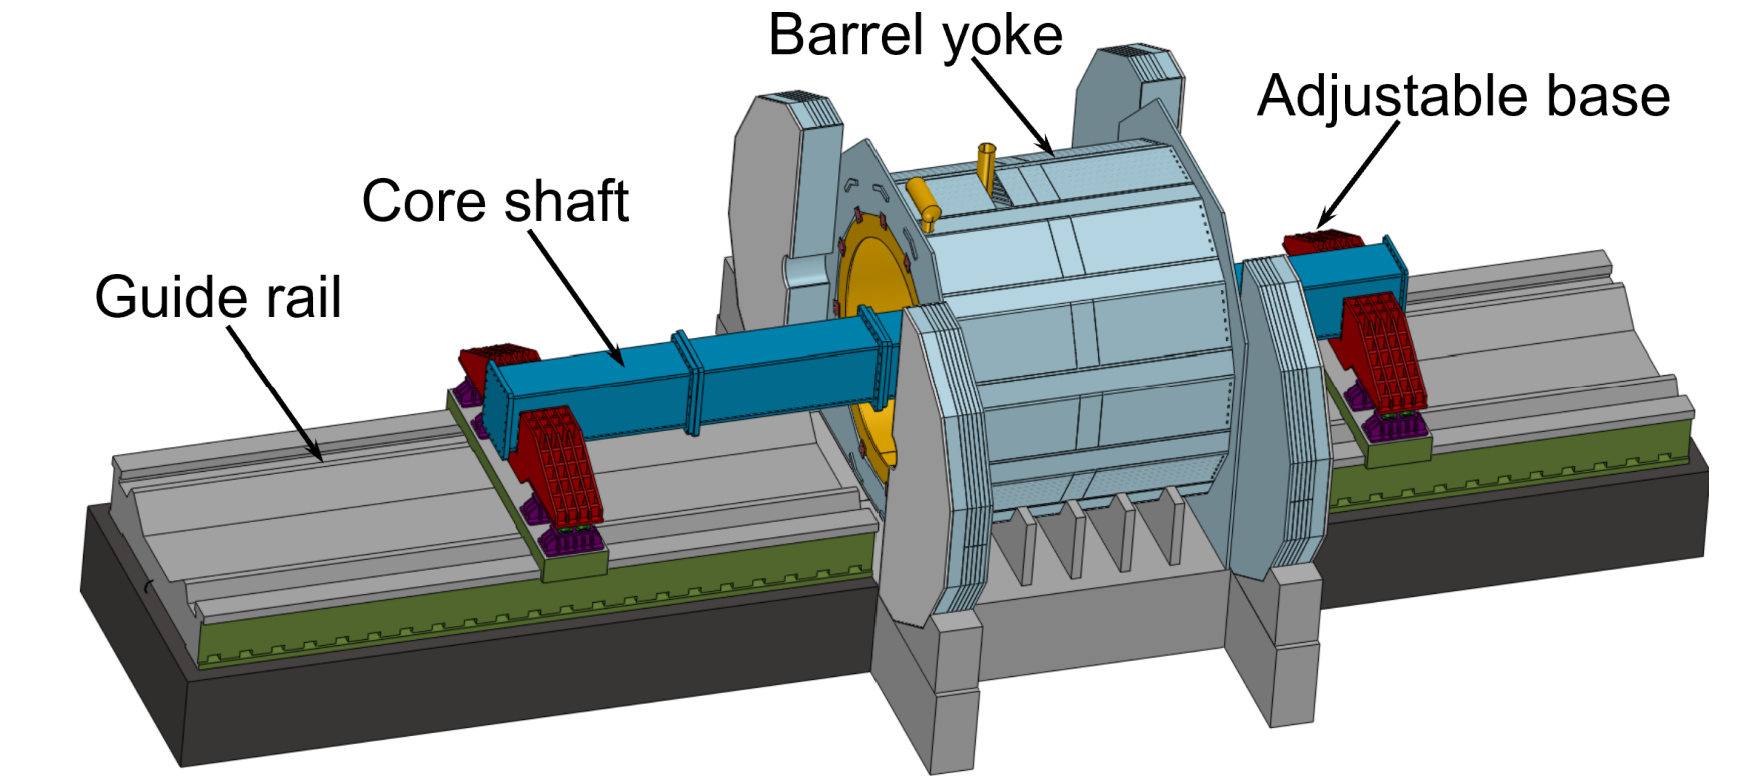 Barrel yoke
Adjustable base
Core shaft
Guide rail